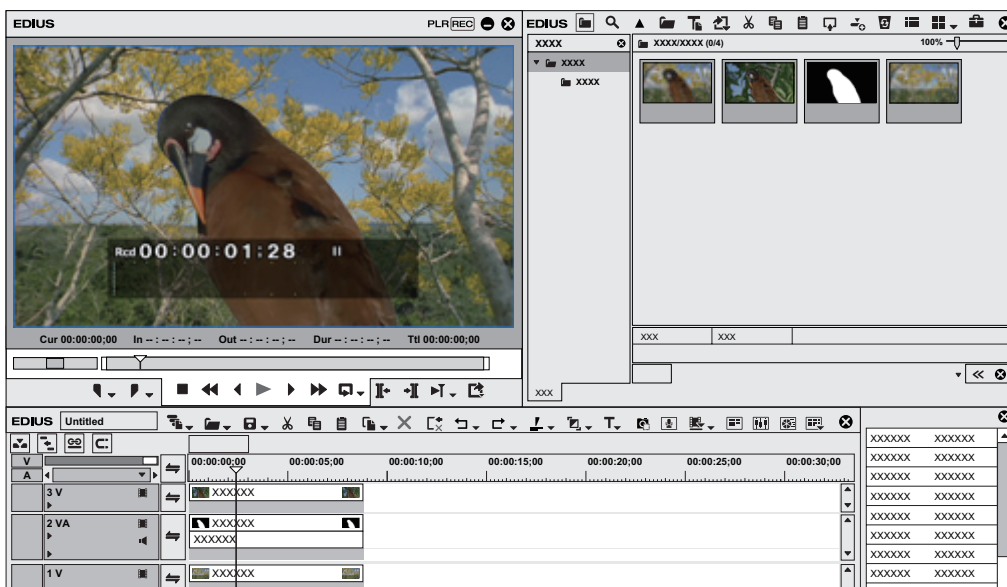 EDIUS PLR REC
Rcd 00:00:01:28
Cur 00:00:00;00 In -- : -- : -- ; -- Out -- : -- : -- ; -- Dur -- : -- : -- ; -- Ttl 00:00:00;00
EDIUS
XXXX
XXXX
XXXX
XXXX/XXXX (0/4) 100%
XXX XXX
XXX
EDIUS Untitled
V
A
00:00:00;00 00:00:05;00 00:00:10;00 00:00:15;00 00:00:20;00 00:00:25;00 00:00:30;00
3 V XXXXXX
2 VA XXXXXX
XXXXXX
1 V XXXXXX
XXXXXX XXXXXX
XXXXXX XXXXXX
XXXXXX XXXXXX
XXXXXX XXXXXX
XXXXXX XXXXXX
XXXXXX XXXXXX
XXXXXX XXXXXX
XXXXXX XXXXXX